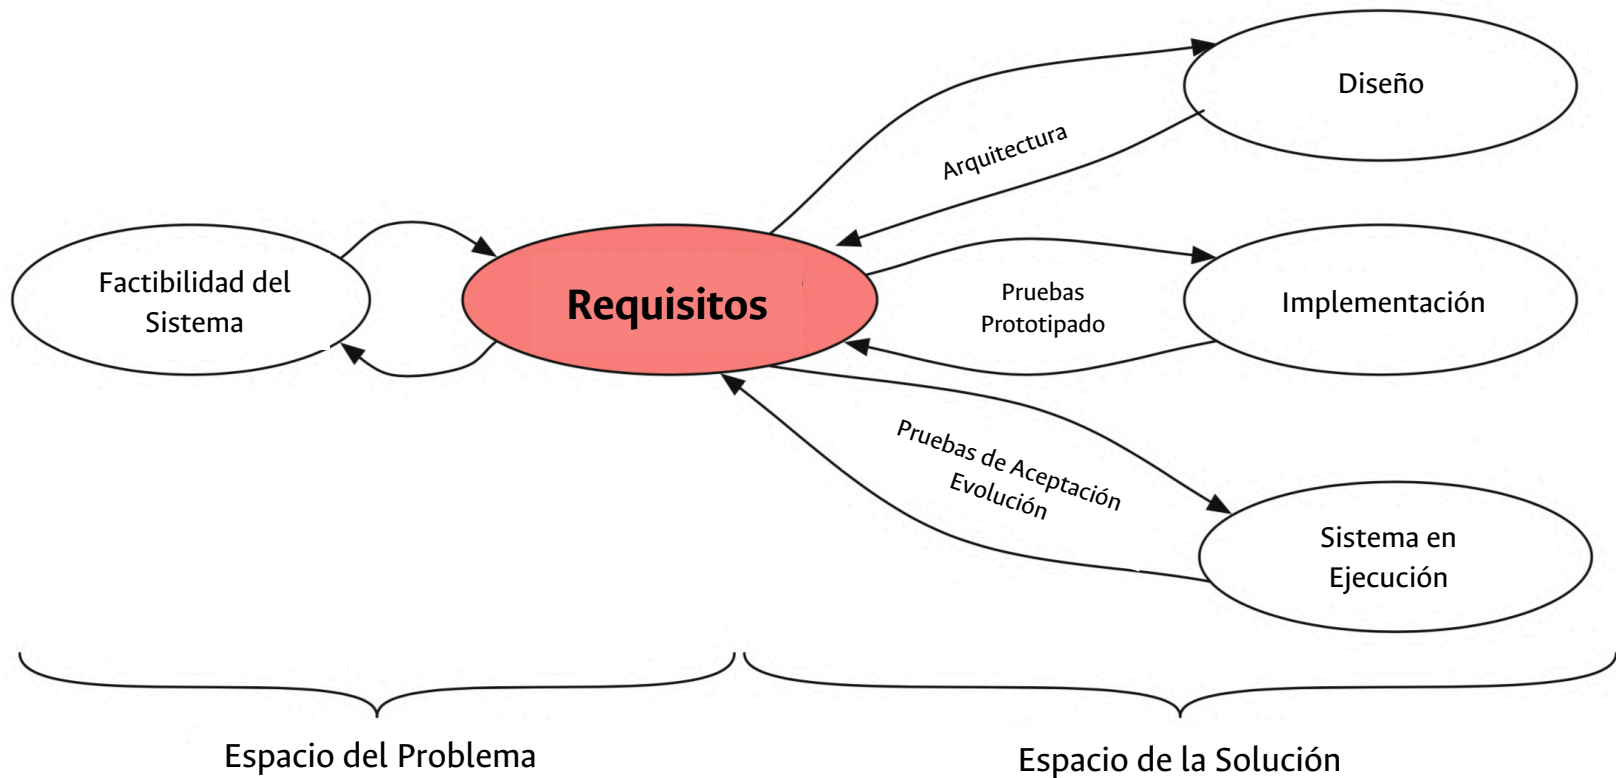 Diseño
Arquitectura
Factibilidad del
Sistema
Requisitos
Pruebas
Prototipado
Implementación
Pruebas de Aceptación
Evolución
Sistema en
Ejecución
Espacio del Problema
Espacio de la Solución